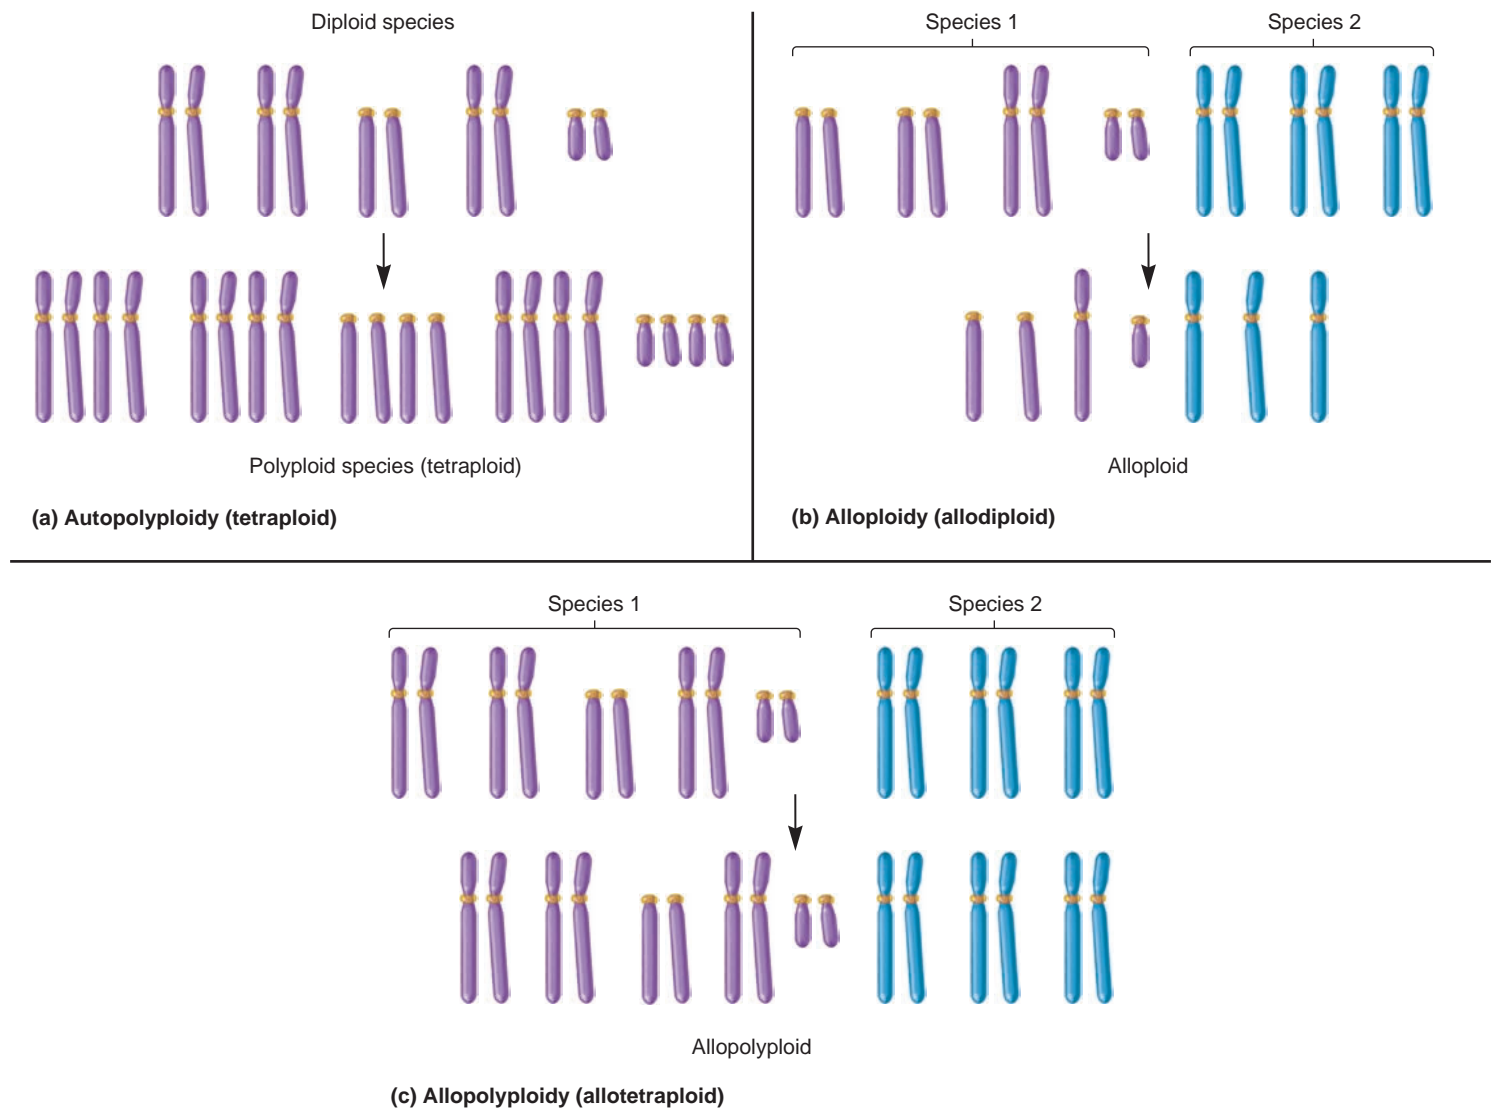 Diploid species
Polyploid species (tetraploid)
(a) Autopolyploidy (tetraploid)
Species 1
Species 2
Alloploid
(b) Alloploidy (allodiploid)
Species 1
Species 2
Allopolyploid
(c) Allopolyploidy (allotetraploid)